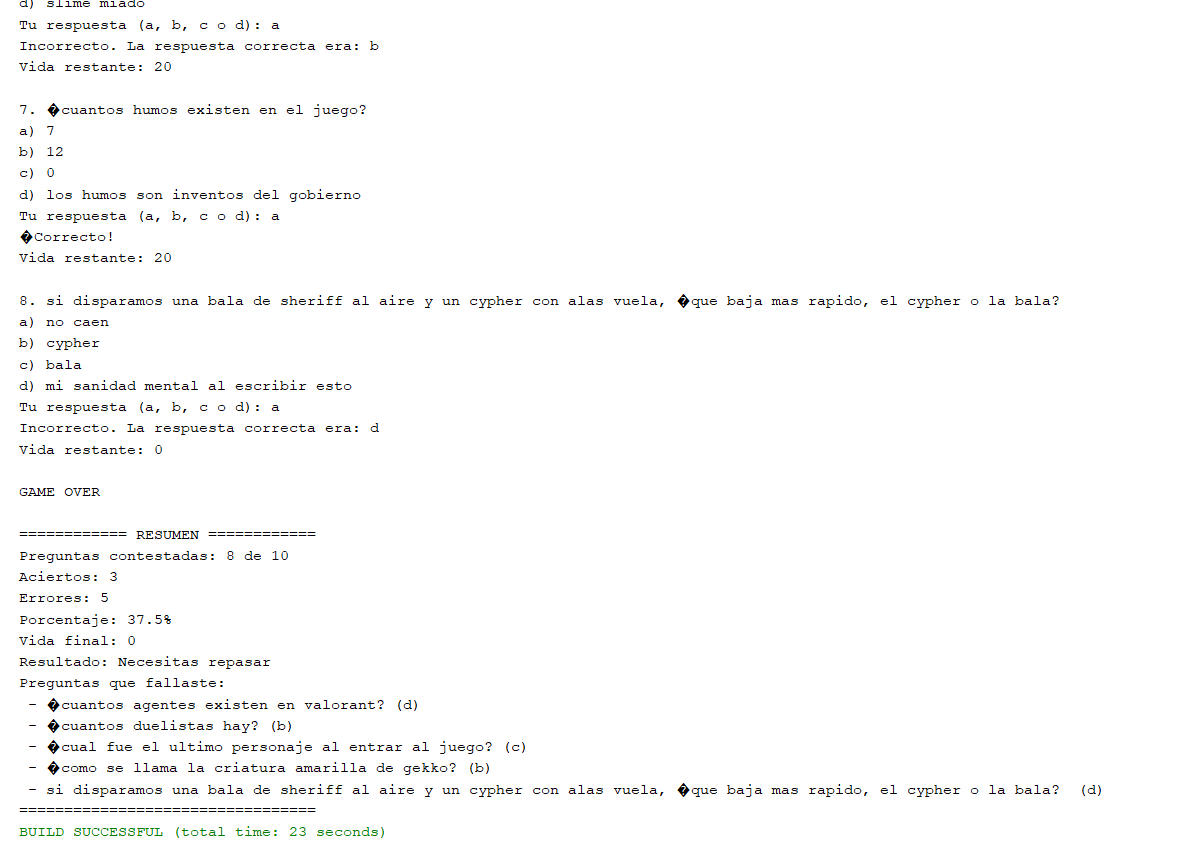 d) slime miado
Tu respuesta (a, b, c o d): a
Incorrecto. La respuesta correcta era: b
Vida restante: 20
7. �cuantos humos existen en el juego?
a) 7
b) 12
c) 0
d) los humos son inventos del gobierno
Tu respuesta (a, b, c o d): a
�Correcto!
Vida restante: 20
8. si disparamos una bala de sheriff al aire y un cypher con alas vuela, �que baja mas rapido, el cypher o la bala?
a) no caen
b) cypher
c) bala
d) mi sanidad mental al escribir esto
Tu respuesta (a, b, c o d): a
Incorrecto. La respuesta correcta era: d
Vida restante: 0
GAME OVER
============ RESUMEN ============
Preguntas contestadas: 8 de 10
Aciertos: 3
Errores: 5
Porcentaje: 37.5%
Vida final: 0
Resultado: Necesitas repasar
Preguntas que fallaste:
- �cuantos agentes existen en valorant? (d)
- �cuantos duelistas hay? (b)
- �cual fue el ultimo personaje al entrar al juego? (c)
- �como se llama la criatura amarilla de gekko? (b)
- si disparamos una bala de sheriff al aire y un cypher con alas vuela, �que baja mas rapido, el cypher o la bala?  (d)
=================================
BUILD SUCCESSFUL (total time: 23 seconds)